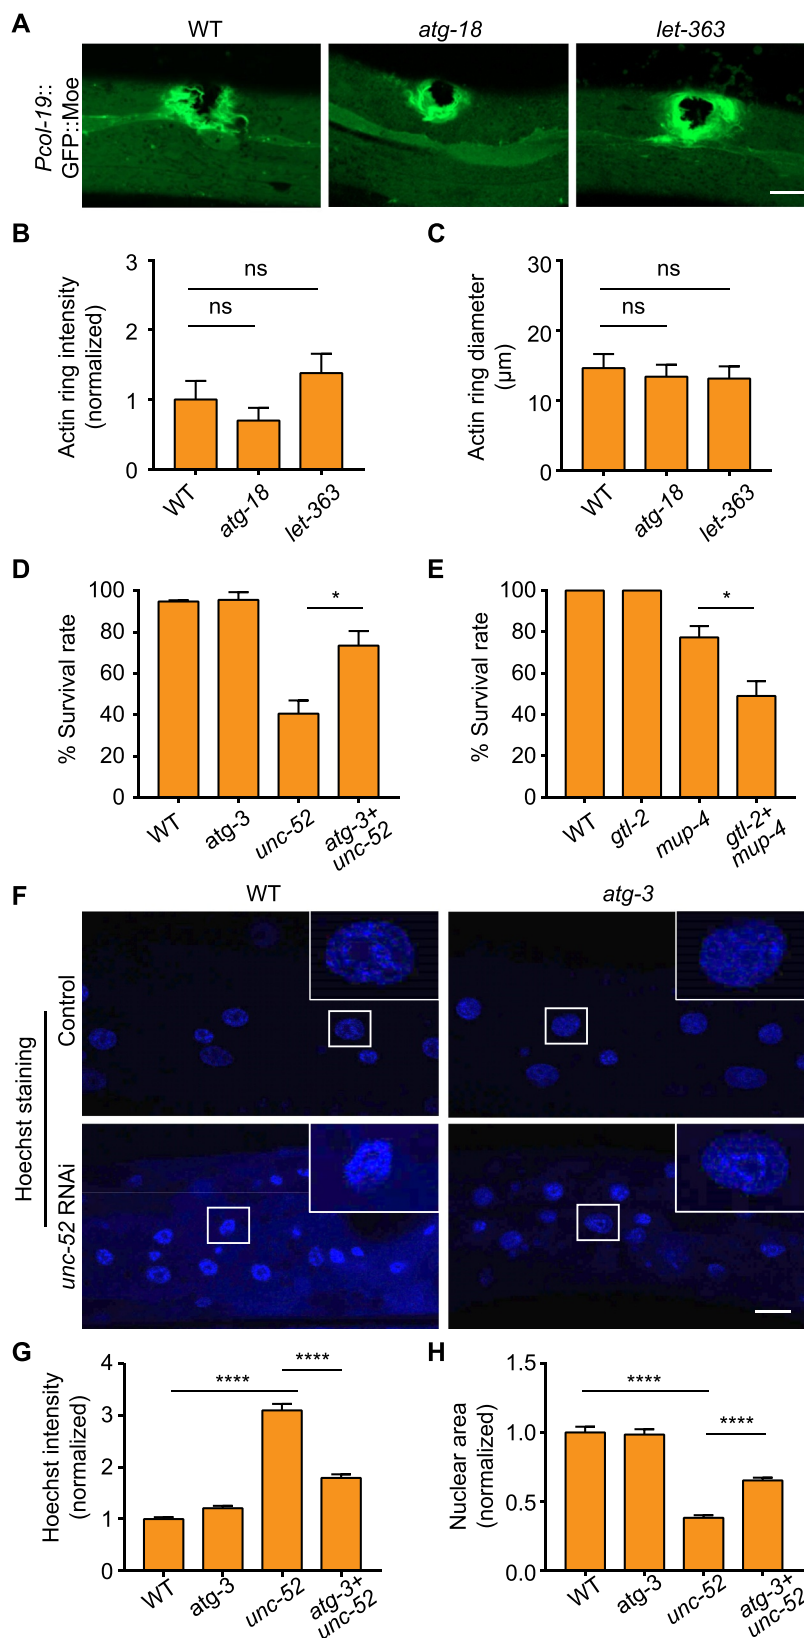 A
WT
atg-18
let-363
Pcol-19::
GFP::Moe
B
Actin ring intensity
(normalized)
3
2
1
0
ns
ns
WT
atg-18
let-363
C
Actin ring diameter
(µm)
30
20
10
0
ns
ns
WT
atg-18
let-363
D
% Survival rate
100
80
60
40
20
0
*
WT
atg-3
unc-52
atg-3+
unc-52
E
% Survival rate
100
80
60
40
20
0
*
WT
gtl-2
mup-4
gtl-2+
mup-4
F
WT
atg-3
Hoechst staining
Control
unc-52 RNAi
G
Hoechst intensity
(normalized)
4
3
2
1
0
****
****
WT
atg-3
unc-52
atg-3+
unc-52
H
Nuclear area
(normalized)
1.5
1.0
0.5
0.0
****
****
WT
atg-3
unc-52
atg-3+
unc-52